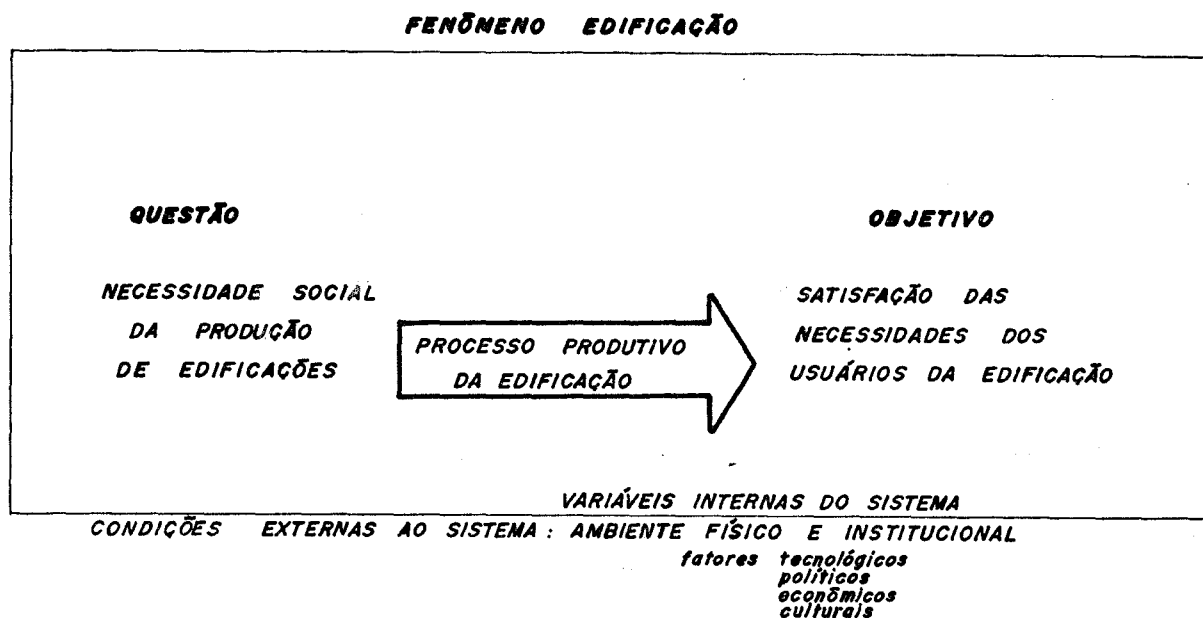 FENÔMENO EDIFICAÇÃO
QUESTÃO
NECESSIDADE SOCIAL
DA PRODUÇÃO
DE EDIFICAÇÕES
PROCESSO PRODUTIVO
DA EDIFICAÇÃO
OBJETIVO
SATISFAÇÃO DAS
NECESSIDADES DOS
USUÁRIOS DA EDIFICAÇÃO
VARIÁVEIS INTERNAS DO SISTEMA
CONDIÇÕES EXTERNAS AO SISTEMA : AMBIENTE FÍSICO E INSTITUCIONAL
fatores tecnológicos
políticos
econômicos
culturais